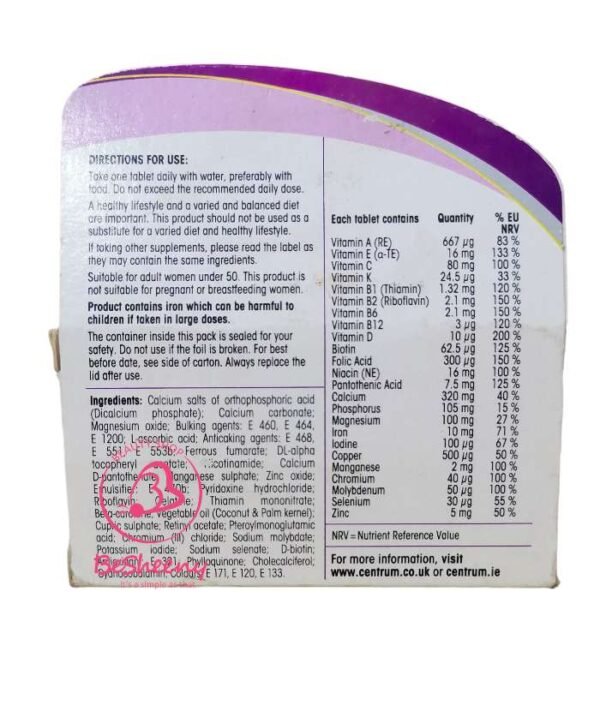 DIRECTIONS FOR USE:
Take one tablet daily with water, preferably with
food. Do not exceed the recommended daily dose.
A healthy lifestyle and a varied and balanced diet
are important. This product should not be used as a
substitute for a varied diet and healthy lifestyle.
If taking other supplements, please read the label as
they may contain the same ingredients.
Suitable for adult women under 50. This product is
not suitable for pregnant or breastfeeding women.
Product contains iron which can be harmful to
children if taken in large doses.
The container inside this pack is sealed for your
safety. Do not use if the foil is broken. For best
before date, see side of carton. Always replace the
lid after use.
Ingredients: Calcium salts of orthophosphoric acid
(Dicalcium phosphate); Calcium carbonate;
Magnesium oxide; Bulking agents: E 460, E 464,
E 1200; L-ascorbic acid; Anticaking agents: E 468,
E 551, E 553b; Ferrous fumarate; DL-alpha
tocopheryl Calcium
manganese sulphate; Zinc oxide;
Pyridoxine hydrochloride;
Riboflavin; Thiamin mononitrate;
Vegetable oil (Coconut & Palm kernel);
Cupric sulphate; Retinyl acetate; Pteroylmonoglutamic
acid; Chromium (III) chloride; Sodium molybdate;
Potassium iodide; Sodium selenate; D-biotin;
Phylloquinone; Cholecalciferol;
Cyanocobalamin; Colours E 171, E 120, E 133.
BeSheeny
It's a simple as that
Each tablet contains Quantity % EU
NRV
Vitamin A (RE) 667 µg 83 %
Vitamin E (α-TE) 16 mg 133 %
Vitamin C 80 mg 100 %
Vitamin K 24.5 µg 33 %
Vitamin B1 (Thiamin) 1.32 mg 120 %
Vitamin B2 (Riboflavin) 2.1 mg 150 %
Vitamin B6 2.1 mg 150 %
Vitamin B12 3 µg 120 %
Vitamin D 10 µg 200 %
Biotin 62.5 µg 125 %
Folic Acid 300 µg 150 %
Niacin (NE) 16 mg 100 %
Pantothenic Acid 7.5 mg 125 %
Calcium 320 mg 40 %
Phosphorus 105 mg 15 %
Magnesium 100 mg 27 %
Iron 10 mg 71 %
Iodine 100 µg 67 %
Copper 500 µg 50 %
Manganese 2 mg 100 %
Chromium 40 µg 100 %
Molybdenum 50 µg 100 %
Selenium 30 µg 55 %
Zinc 5 mg 50 %
NRV = Nutrient Reference Value
For more information, visit
www.centrum.co.uk or centrum.ie